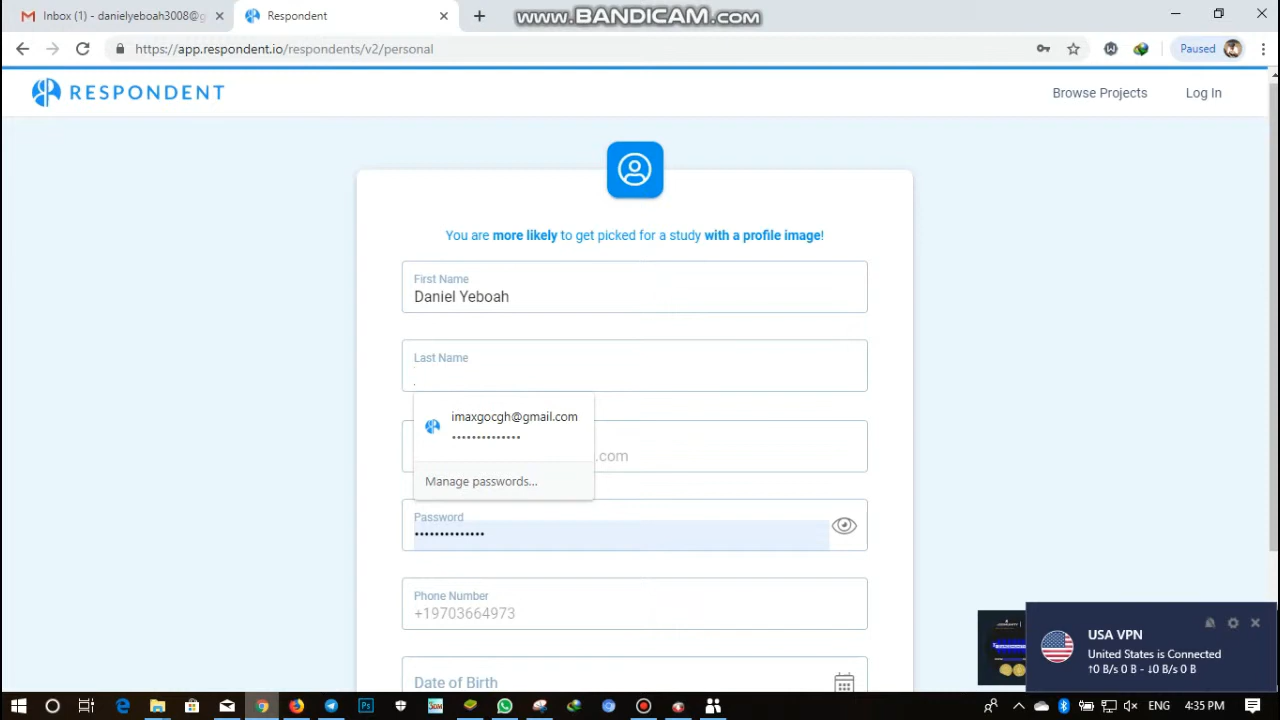 Inbox (1) - danielyeboah3008@g
Respondent
www.BANDICAM.com
https://app.respondent.io/respondents/v2/personal
Paused
RESPONDENT
Browse Projects
Log In
You are more likely to get picked for a study with a profile image!
First Name
Daniel Yeboah
Last Name
imaxgocgh@gmail.com
••••••••••••••
.com
Manage passwords...
Password
••••••••••••••
Phone Number
+19703664973
Date of Birth
USA VPN
United States is Connected
↑0 B/s 0 B - ↓0 B/s 0 B
ENG
4:35 PM